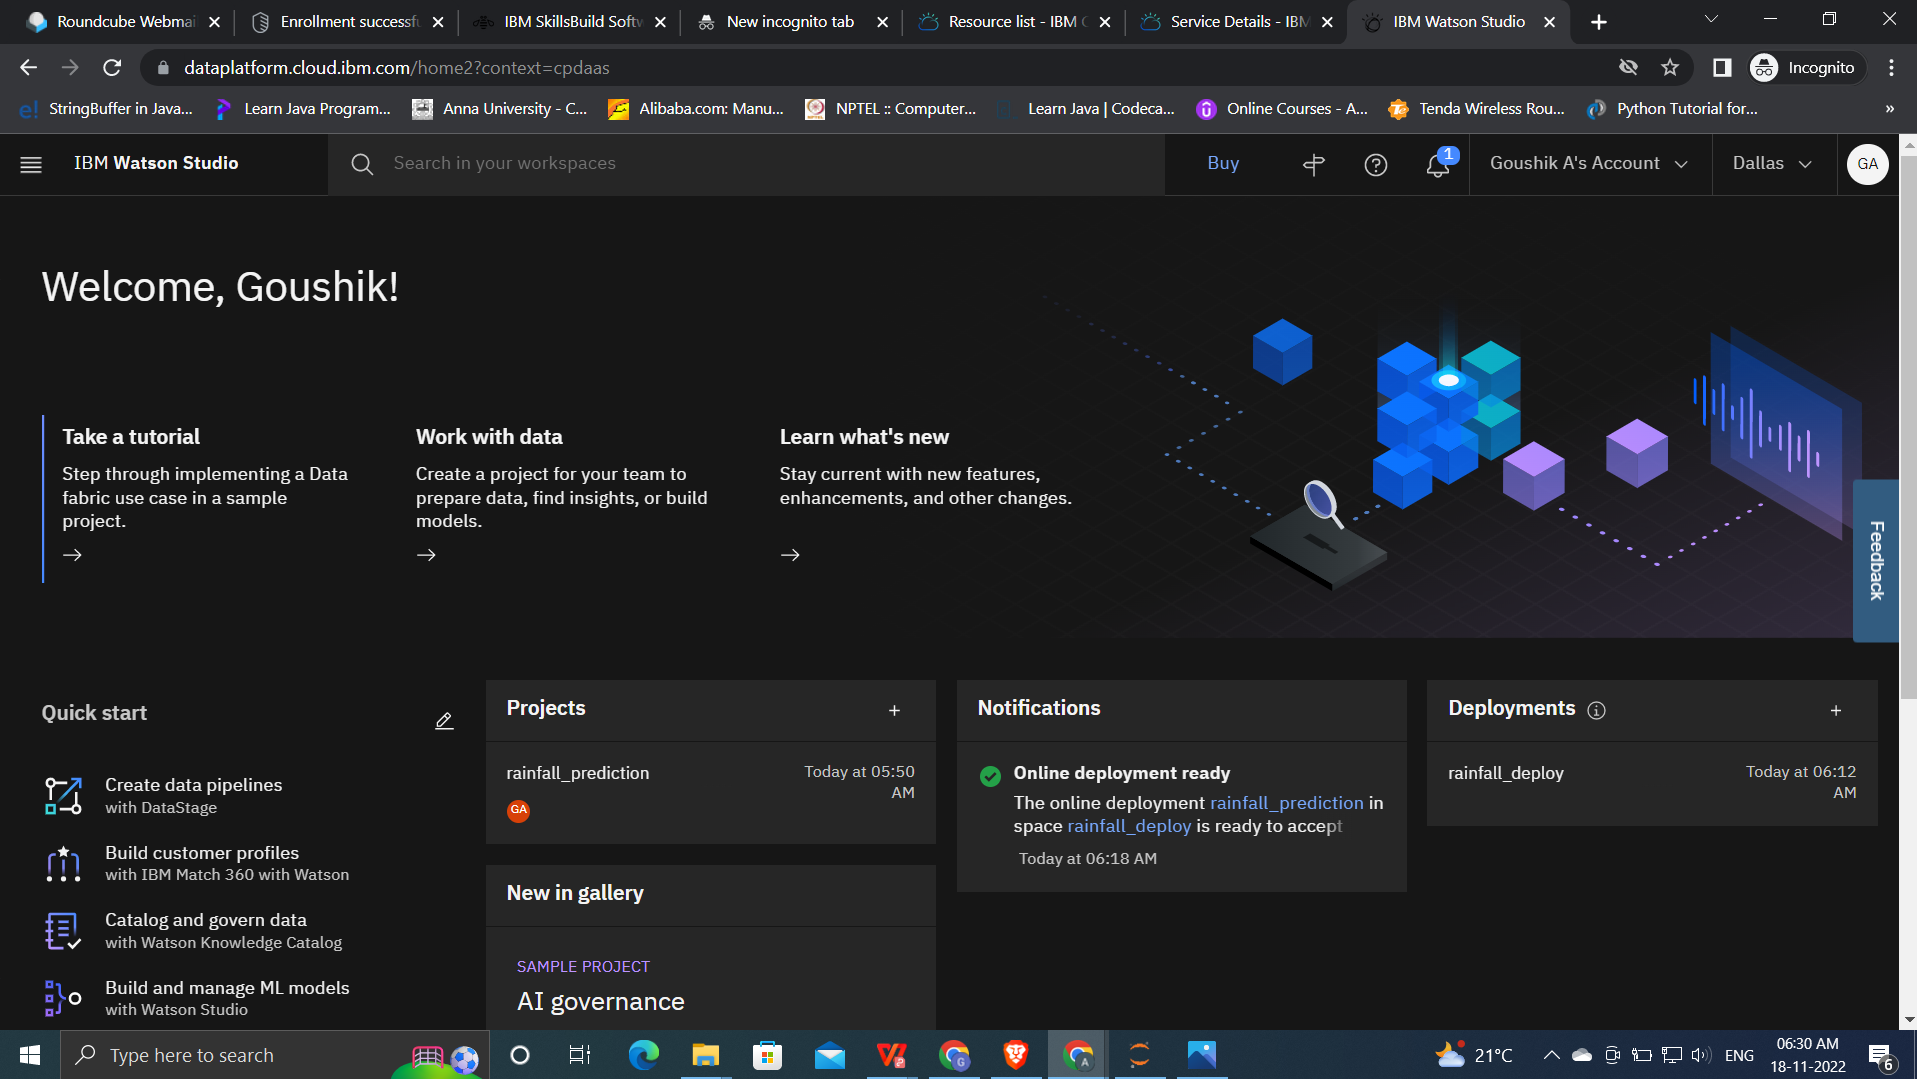 Roundcube Webmai
Enrollment successfu
IBM SkillsBuild Softw
New incognito tab
Resource list - IBM C
Service Details - IBM
IBM Watson Studio
dataplatform.cloud.ibm.com/home2?context=cpdaas
Incognito
StringBuffer in Java...
Learn Java Program...
Anna University - C...
Alibaba.com: Manu...
NPTEL :: Computer...
Learn Java | Codeca...
Online Courses - A...
Tenda Wireless Rou...
Python Tutorial for...
»
IBM Watson Studio
Search in your workspaces
Buy
1
Goushik A's Account
Dallas
GA
Welcome, Goushik!
Take a tutorial
Step through implementing a Data
fabric use case in a sample
project.
Work with data
Create a project for your team to
prepare data, find insights, or build
models.
Learn what's new
Stay current with new features,
enhancements, and other changes.
Feedback
Quick start
Create data pipelines
with DataStage
Build customer profiles
with IBM Match 360 with Watson
Catalog and govern data
with Watson Knowledge Catalog
Build and manage ML models
with Watson Studio
Projects
rainfall_prediction
Today at 05:50
AM
GA
New in gallery
SAMPLE PROJECT
AI governance
Notifications
Online deployment ready
The online deployment rainfall_prediction in
space rainfall_deploy is ready to accept
Today at 06:18 AM
Deployments
rainfall_deploy
Today at 06:12
AM
Type here to search
21°C
ENG
06:30 AM
18-11-2022
6